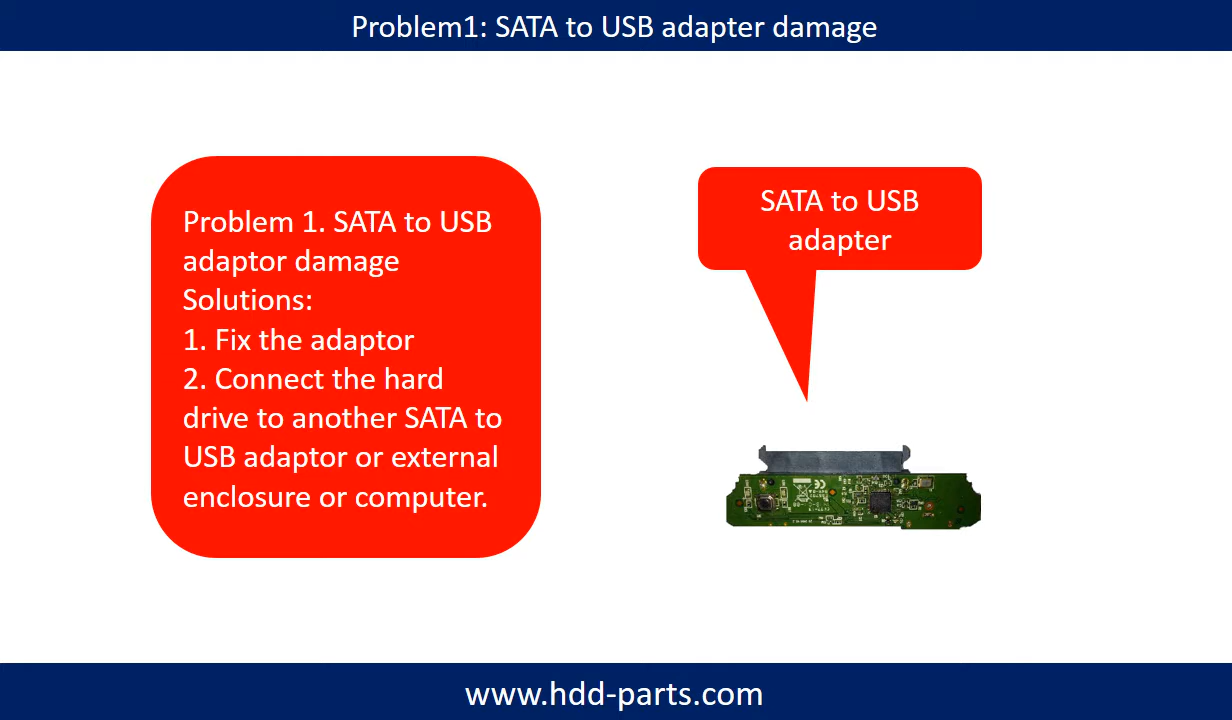 Problem1: SATA to USB adapter damage
Problem 1. SATA to USB
adaptor damage
Solutions:
1. Fix the adaptor
2. Connect the hard
drive to another SATA to
USB adaptor or external
enclosure or computer.
SATA to USB
adapter
www.hdd-parts.com